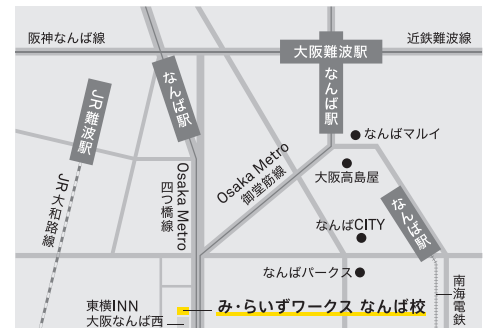 阪神なんば線
大阪難波駅
近鉄難波線
なんば駅
なんば駅
JR難波駅
なんばマルイ
大阪高島屋
Osaka Metro
御堂筋線
Osaka Metro
四つ橋線
JR大和路線
なんば駅
なんばCITY
なんばパークス
南海電鉄
東横INN
大阪なんば西
み・らいずワークス なんば校